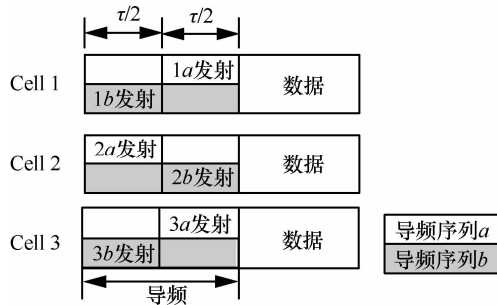 τ/2 τ/2
Cell 1
1a发射
1b发射
数据
Cell 2
2a发射
2b发射
数据
Cell 3
3a发射
3b发射
数据
导频
导频序列a
导频序列b